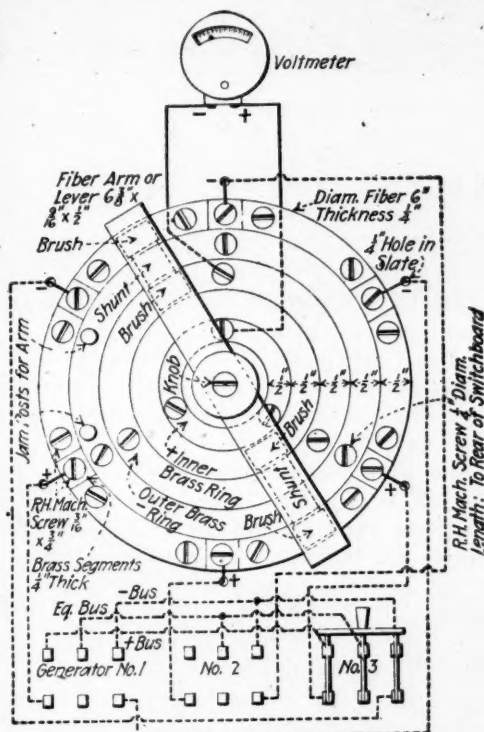 Voltmeter
- +
Fiber Arm or
Lever 6 3/8" x
9/16" x 1/2"
Diam. Fiber 6"
Thickness 1/4"
1/4" Hole in
Slate
Brush
Shunt
Brush
Jam Posts for Arm
Knob
1/2" 1/2" 1/2" 1/2" 1/2"
Brush
Shunt
Brush
+Inner
Brass Ring
Outer Brass
-Ring
R.H. Mach.
Screw 3/16"
x 3/4"
Brass Segments
1/4" Thick
R.H. Mach. Screw 1/4" Diam.
Length: To Rear of Switchboard
- - -
+ + +
-Bus
Eq. Bus
+Bus
Generator No.1 No. 2 No. 3